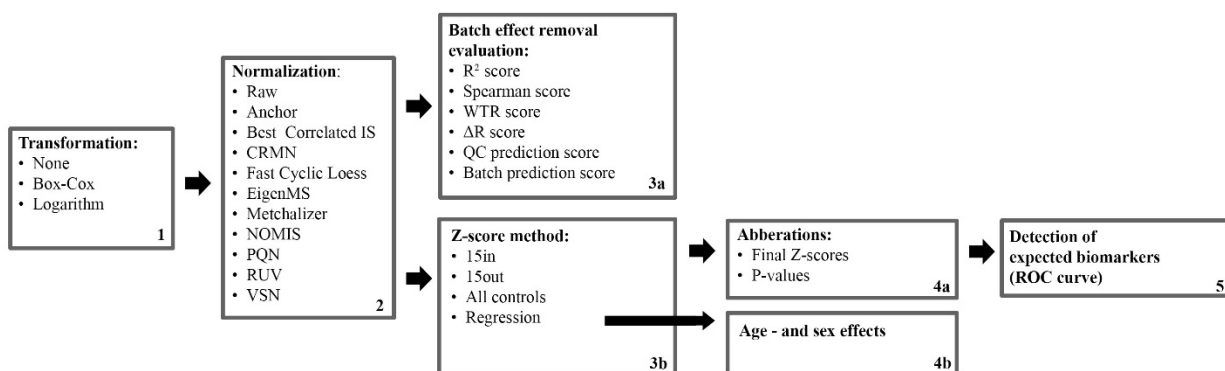 Transformation:
• None
• Box-Cox
• Logarithm
1
Normalization:
• Raw
• Anchor
• Best Correlated IS
• CRMN
• Fast Cyclic Loess
• EigenMS
• Metchalizer
• NOMIS
• PQN
• RUV
• VSN
2
Batch effect removal
evaluation:
• R² score
• Spearman score
• WTR score
• ΔR score
• QC prediction score
• Batch prediction score
3a
Z-score method:
• 15in
• 15out
• All controls
• Regression
3b
Abberations:
• Final Z-scores
• P-values
4a
Age - and sex effects
4b
Detection of
expected biomarkers
(ROC curve)
5